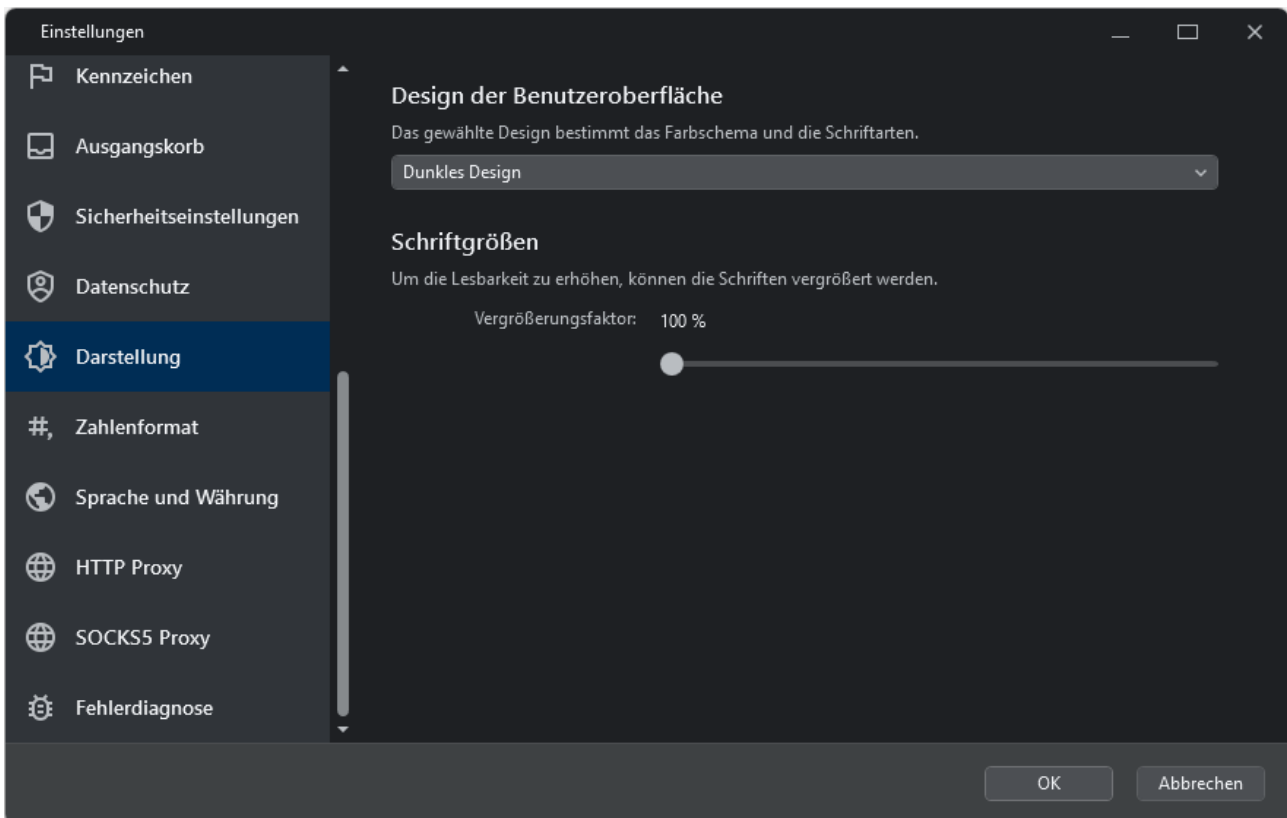 Einstellungen
Kennzeichen
Ausgangskorb
Sicherheitseinstellungen
Datenschutz
Darstellung
Zahlenformat
Sprache und Währung
HTTP Proxy
SOCKS5 Proxy
Fehlerdiagnose
Design der Benutzeroberfläche
Das gewählte Design bestimmt das Farbschema und die Schriftarten.
Dunkles Design
Schriftgrößen
Um die Lesbarkeit zu erhöhen, können die Schriften vergrößert werden.
Vergrößerungsfaktor: 100 %
OK
Abbrechen